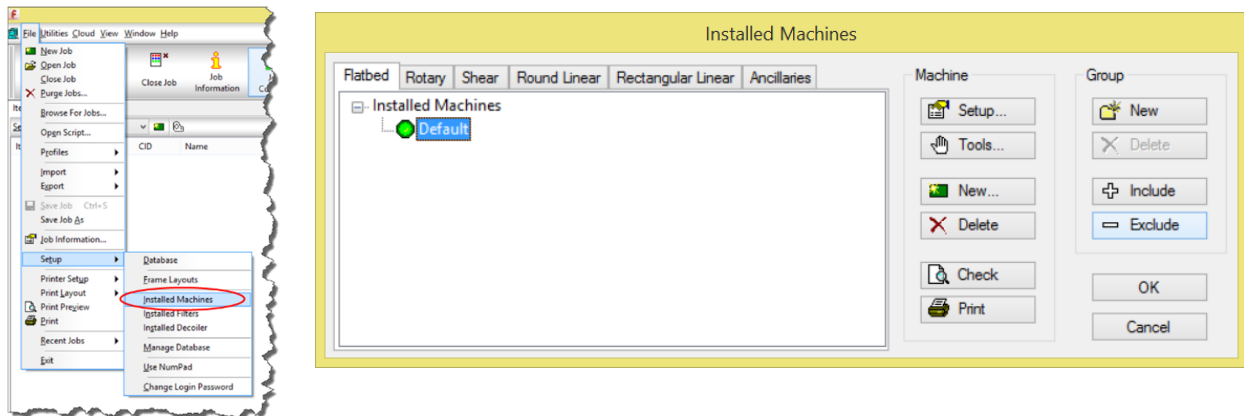 File Utilities Cloud View Window Help
New Job
Open Job
Close Job
Purge Jobs...
Browse For Jobs...
Open Script...
Profiles
Import
Export
Save Job Ctrl+S
Save Job As
Job Information...
Setup
Printer Setup
Print Layout
Print Preview
Print
Recent Jobs
Exit
Close Job
Job
Information
CID Name
Database
Frame Layouts
Installed Machines
Installed Filters
Installed Decoiler
Manage Database
Use NumPad
Change Login Password
Installed Machines
Flatbed Rotary Shear Round Linear Rectangular Linear Ancillaries
Installed Machines
Default
Machine
Setup...
Tools...
New...
Delete
Check
Print
Group
New
Delete
Include
Exclude
OK
Cancel